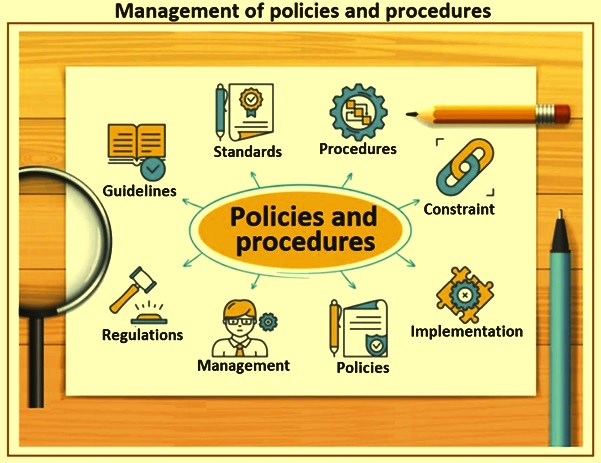 Management of policies and procedures
Standards
Procedures
Guidelines
Constraint
Policies and
procedures
Regulations
Implementation
Management
Policies